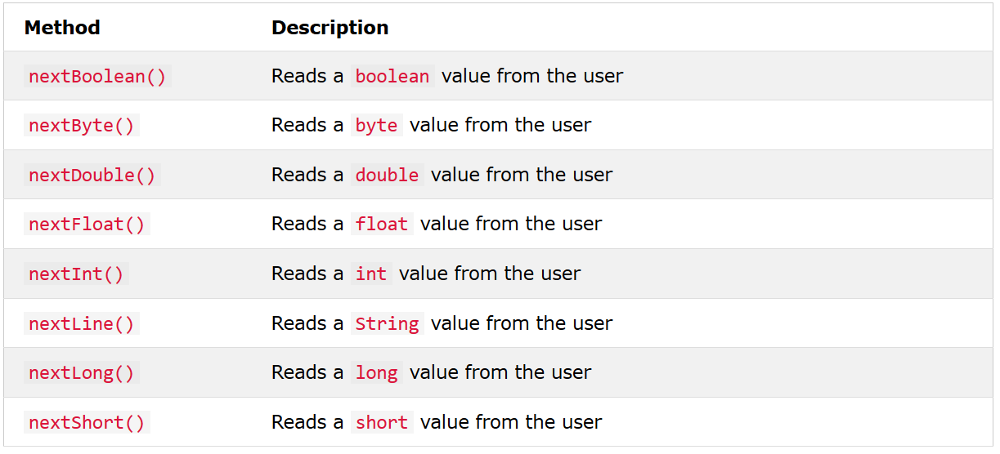 Method Description
nextBoolean() Reads a boolean value from the user
nextByte() Reads a byte value from the user
nextDouble() Reads a double value from the user
nextFloat() Reads a float value from the user
nextInt() Reads a int value from the user
nextLine() Reads a String value from the user
nextLong() Reads a long value from the user
nextShort() Reads a short value from the user